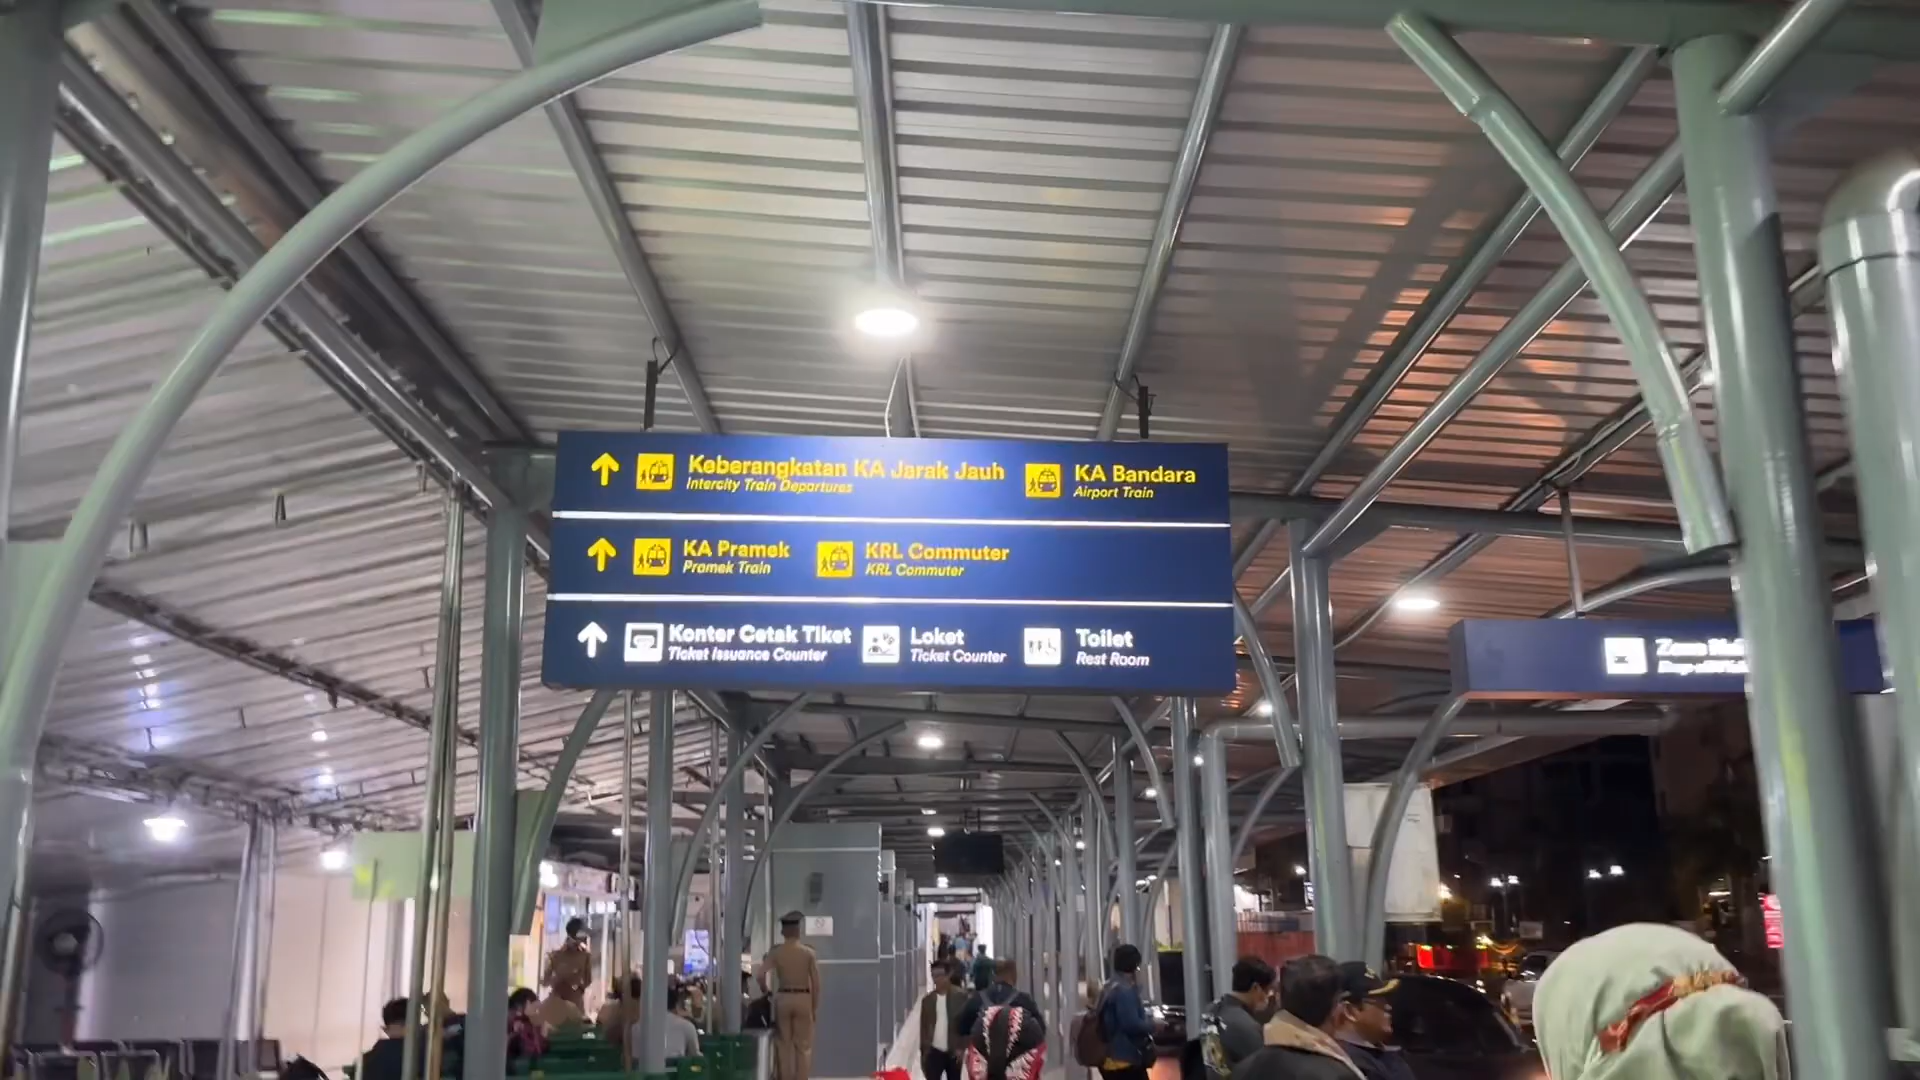 Keberangkatan KA Jarak Jauh
Intercity Train Departures
KA Bandara
Airport Train
KA Pramek
Pramek Train
KRL Commuter
KRL Commuter
Konter Cetak Tiket
Ticket Issuance Counter
Loket
Ticket Counter
Toilet
Rest Room
Zona